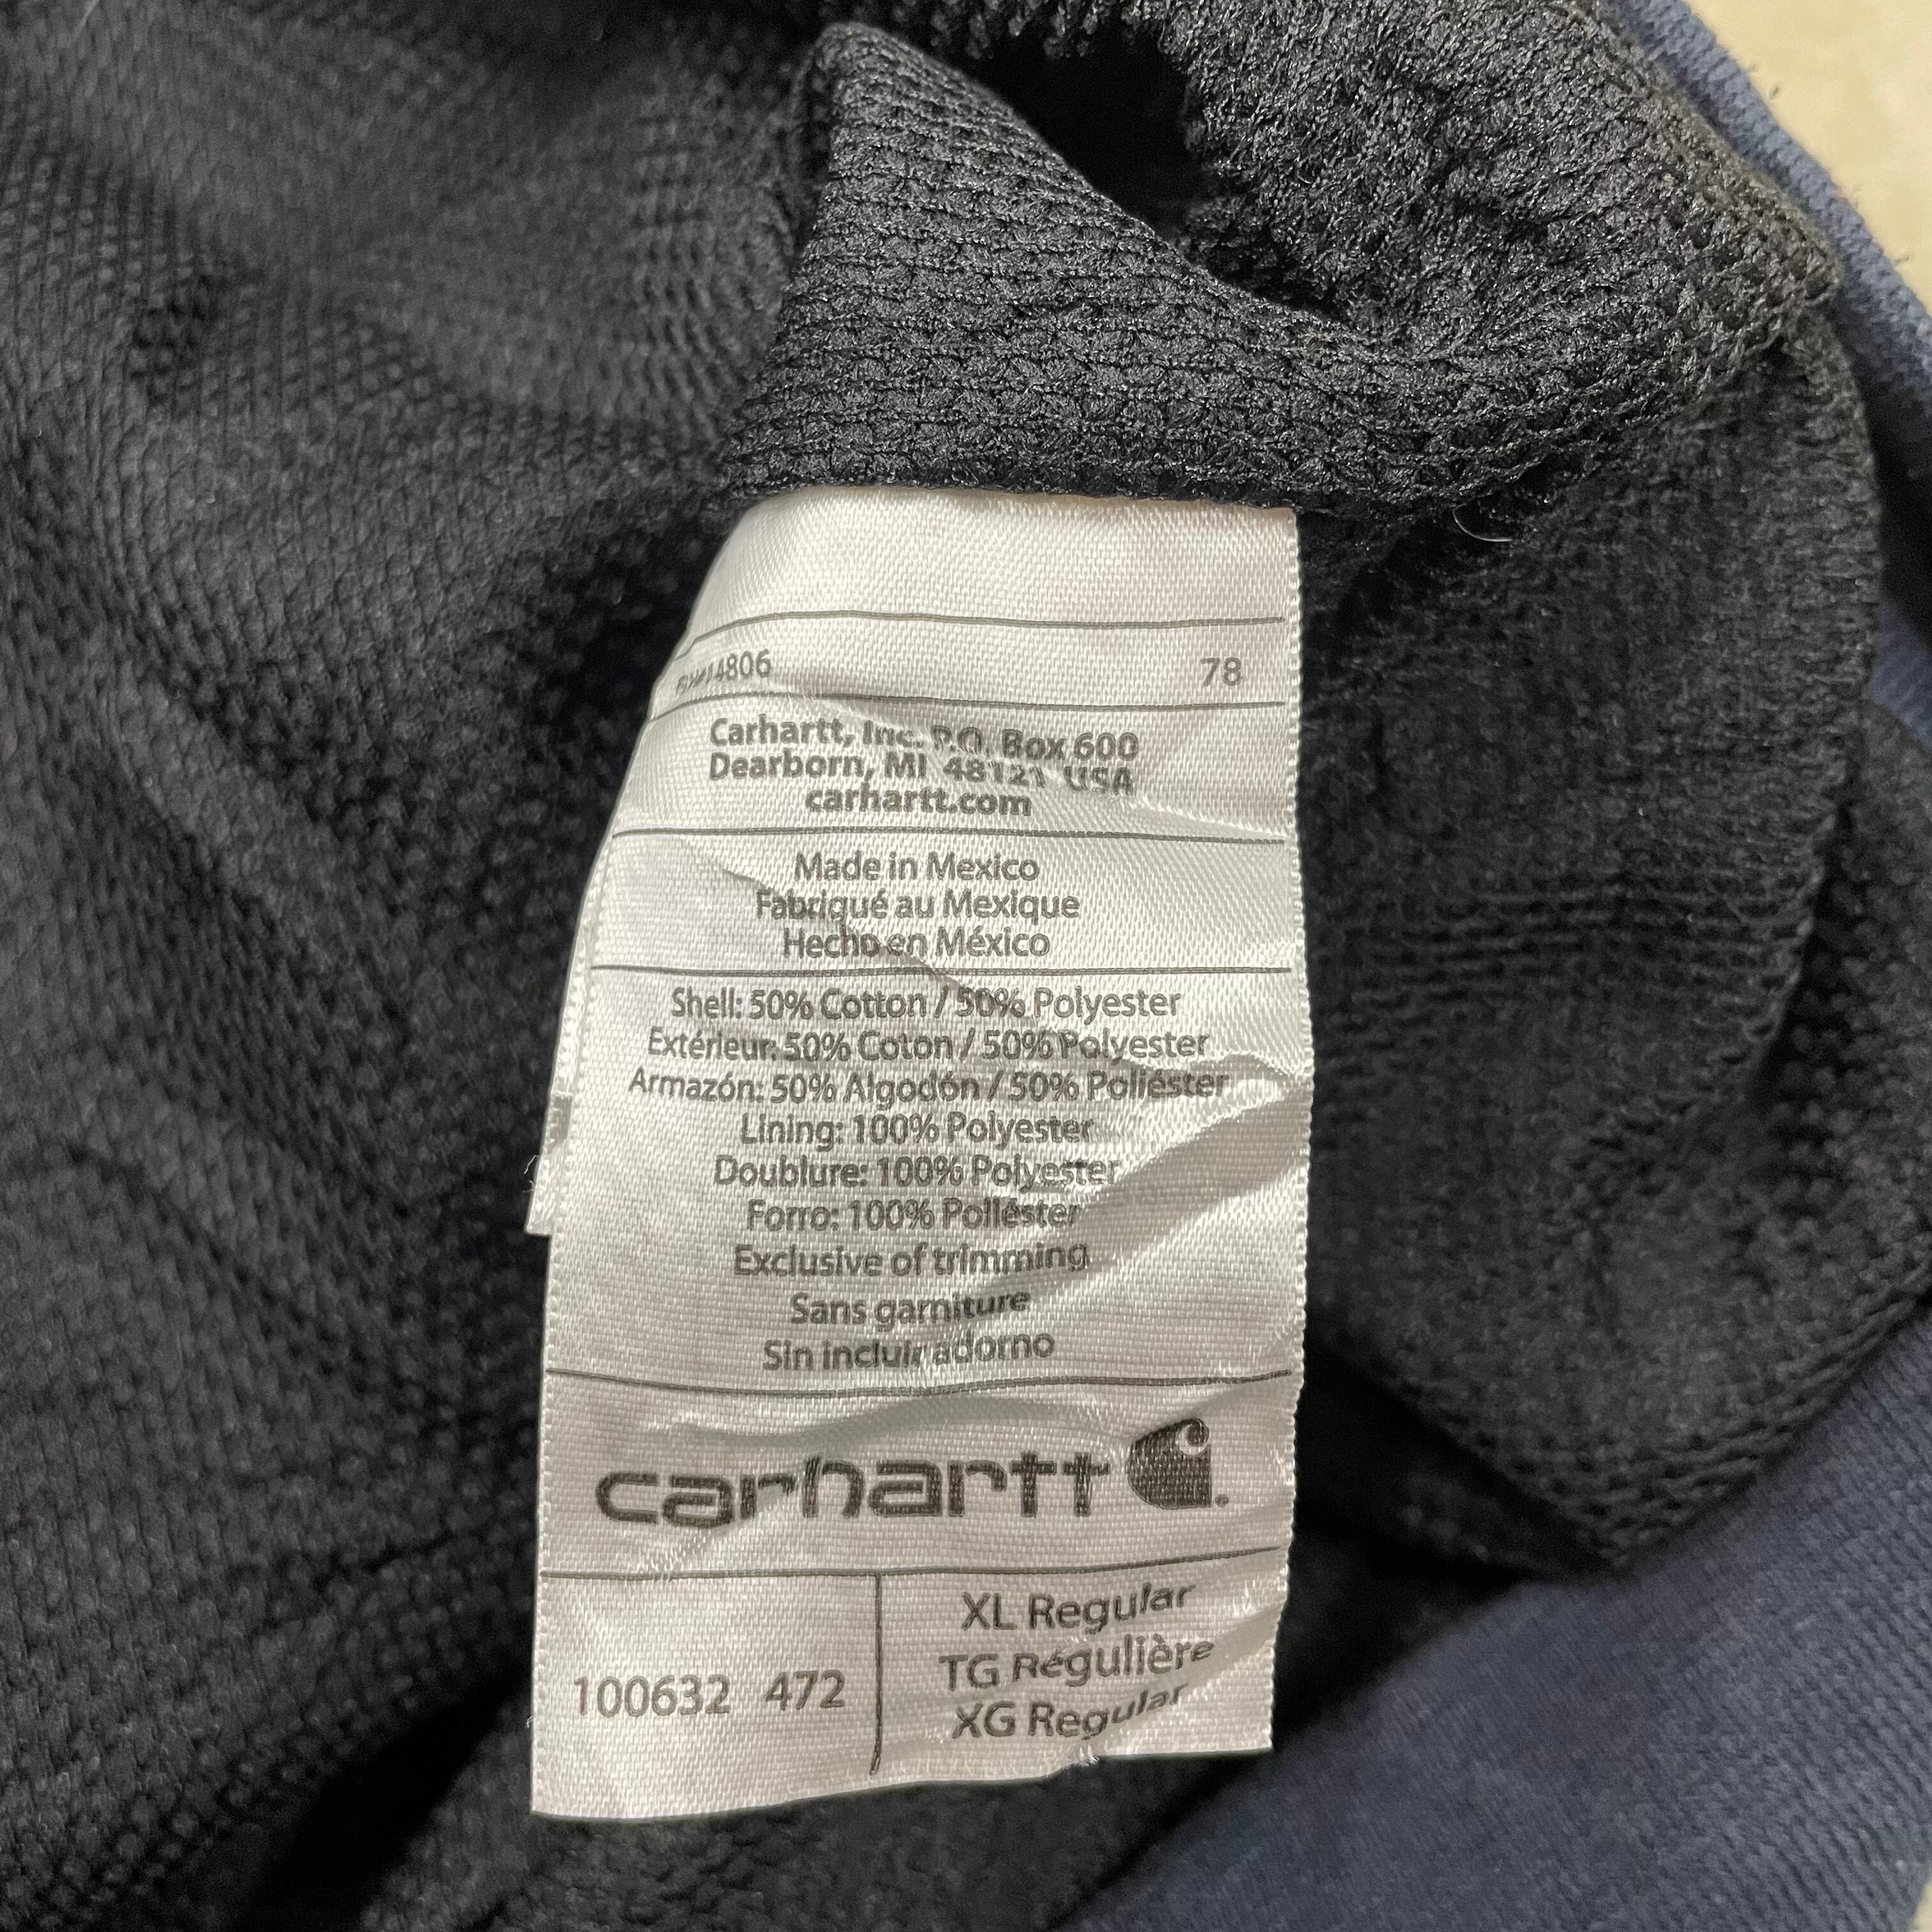 14806 78
Carhartt, Inc. P.O. Box 600
Dearborn, MI 48121 USA
carhartt.com
Made in Mexico
Fabriqué au Mexique
Hecho en México
Shell: 50% Cotton / 50% Polyester
Extérieur: 50% Coton / 50% Polyester
Armazón: 50% Algodón / 50% Poliéster
Lining: 100% Polyester
Doublure: 100% Polyester
Forro: 100% Poliéster
Exclusive of trimming
Sans garniture
Sin incluir adorno
carhartt
XL Regular
TG Régulière
100632 472
XG Regular